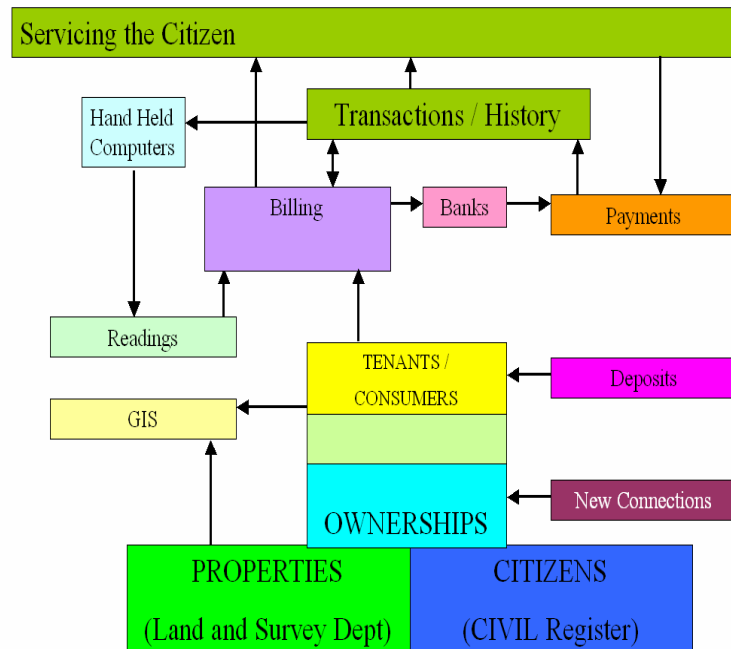 Servicing the Citizen
Hand Held
Computers
Transactions / History
Billing
Banks
Payments
Readings
TENANTS /
CONSUMERS
Deposits
GIS
New Connections
OWNERSHIPS
PROPERTIES
(Land and Survey Dept)
CITIZENS
(CIVIL Register)